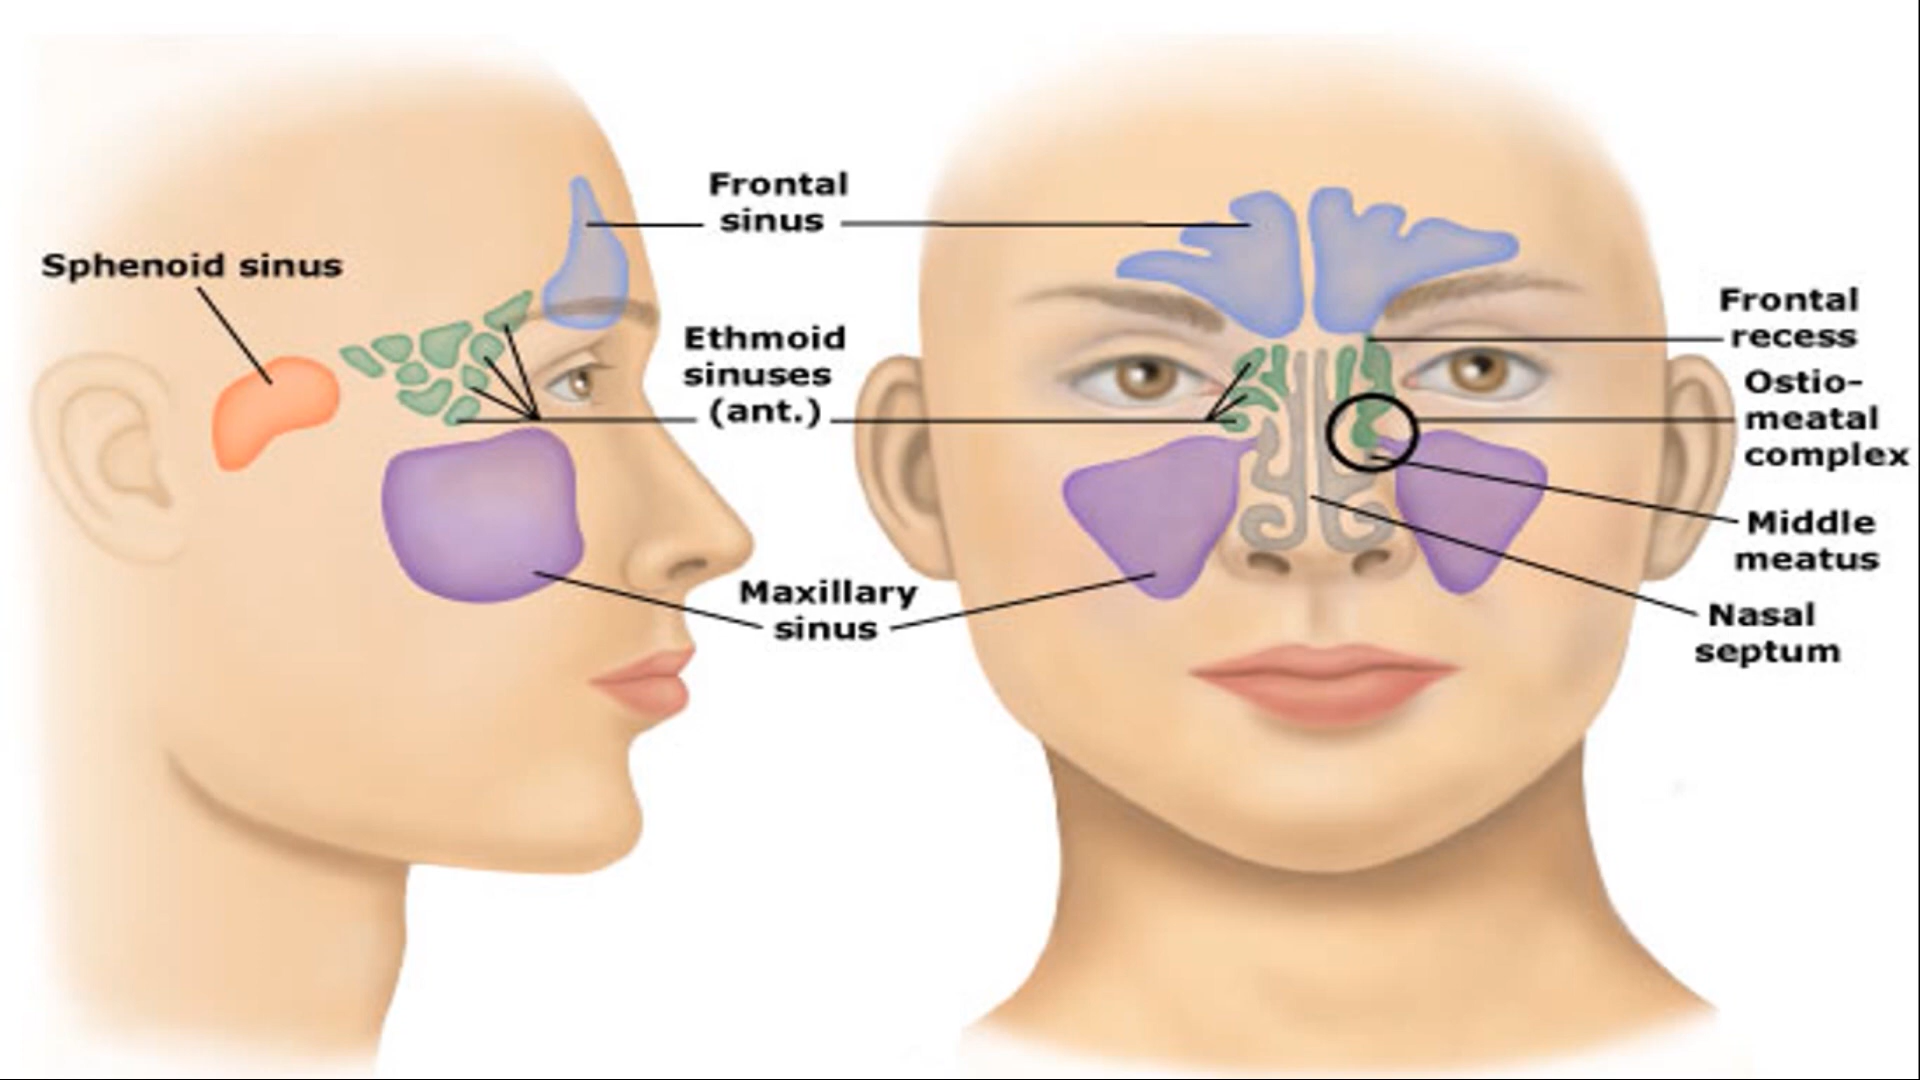 Frontal
sinus
Sphenoid sinus
Ethmoid
sinuses
(ant.)
Maxillary
sinus
Frontal
recess
Ostio-
meatal
complex
Middle
meatus
Nasal
septum